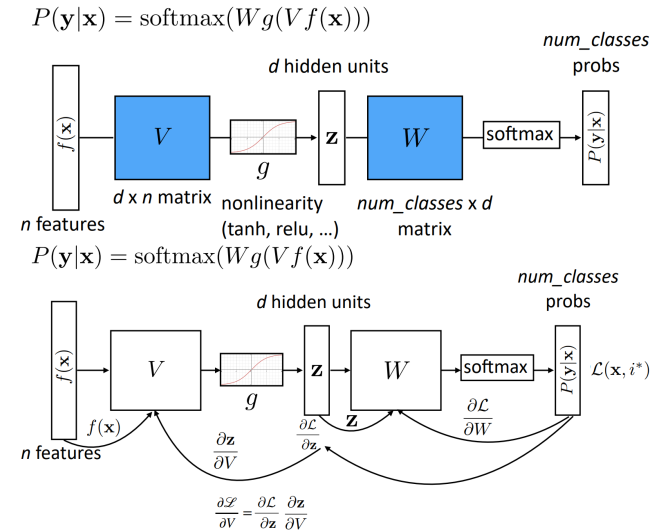 P(y|x) = softmax(Wg(Vf(x)))
num_classes
probs
d hidden units
f(x)
V
g
z
W
softmax
P(y|x)
n features
d x n matrix
nonlinearity
(tanh, relu, …)
num_classes x d
matrix
P(y|x) = softmax(Wg(Vf(x)))
num_classes
probs
d hidden units
f(x)
V
g
z
W
softmax
P(y|x)
ℒ(x, i*)
n features
f(x)
∂z/∂V
∂ℒ/∂z
z
∂ℒ/∂W
∂ℒ/∂V = ∂ℒ/∂z ∂z/∂V